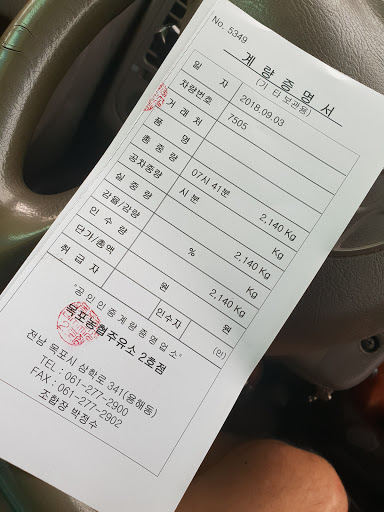 No. 5349
계 량 증 명 서
(기 타 보 관 용)
일 자 2018.09.03
차량번호 7505
거 래 처
품 명
총 중 량 07시 41분 2,140 Kg
공차중량 시 분 Kg
실 중 량 2,140 Kg
감율/감량 % Kg
인 수 량 2,140 Kg
단가/총액 원 원
취 급 자 인수자 (인)
"공인인증계량증명업소"
목포농협주유소 2호점
전남 목포시 삼학로 341(용해동)
TEL : 061-277-2900
FAX : 061-277-2902
조합장 박정수